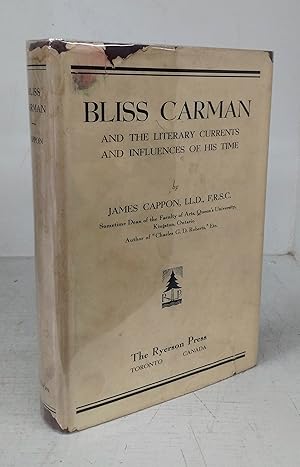 BLISS
CARMAN
CAPPON
BLISS CARMAN
AND THE LITERARY CURRENTS
AND INFLUENCES OF HIS TIME
by
JAMES CAPPON, LL.D., F.R.S.C.
Sometime Dean of the Faculty of Arts, Queen's University,
Kingston, Ontario
Author of "Charles G. D. Roberts," Etc.
The Ryerson Press
TORONTO CANADA